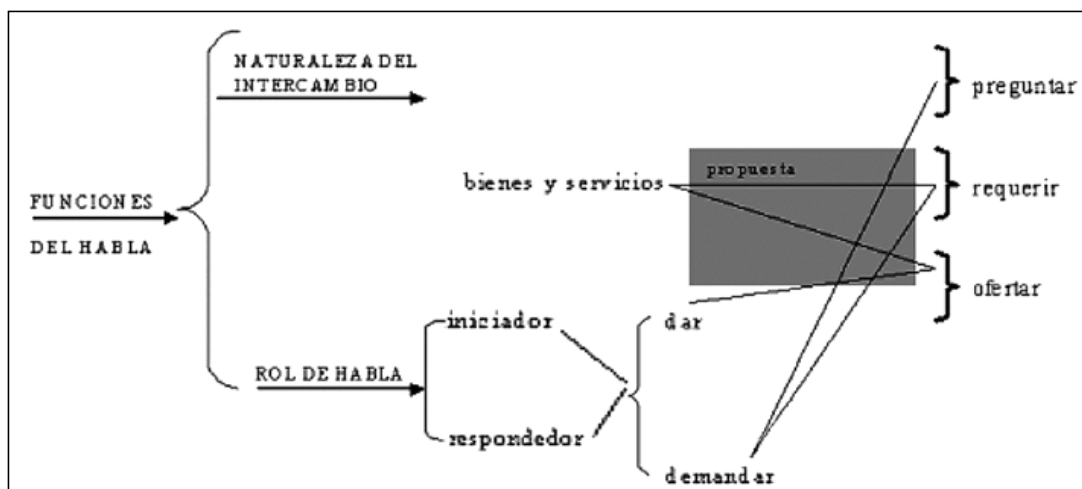 NATURALEZA DEL
INTERCAMBIO
preguntar
propuesta
bienes y servicios
requerir
FUNCIONES
DEL HABLA
ofertar
dar
iniciador
ROL DE HABLA
respondedor
demandar